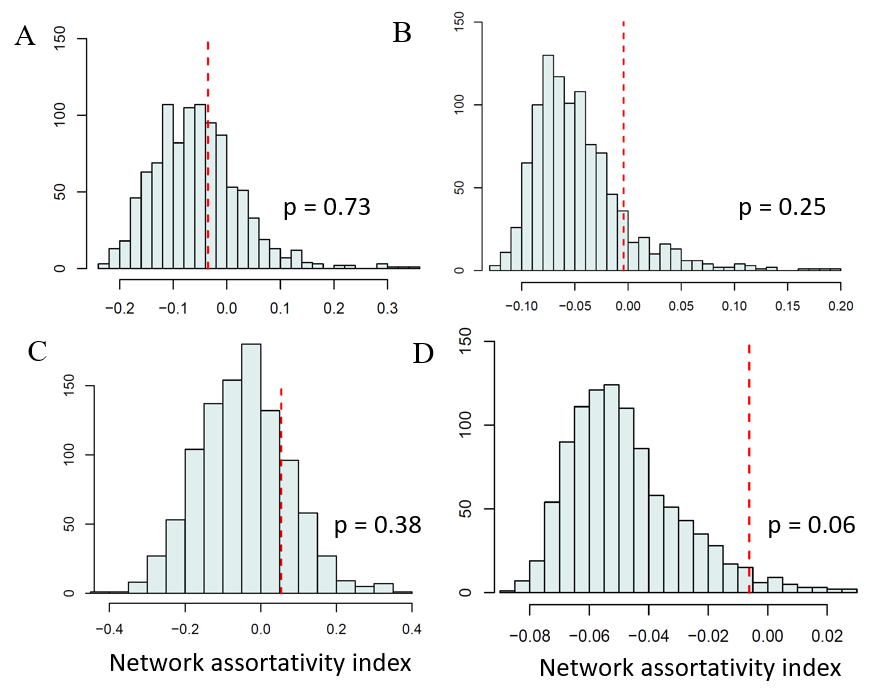 A
B
150
100
50
0
p = 0.73
−0.2 −0.1 0.0 0.1 0.2 0.3
150
100
50
0
p = 0.25
−0.10 −0.05 0.00 0.05 0.10 0.15 0.20
C
D
150
100
50
0
p = 0.38
−0.4 −0.2 0.0 0.2 0.4
Network assortativity index
150
100
50
0
p = 0.06
−0.08 −0.06 −0.04 −0.02 0.00 0.02
Network assortativity index